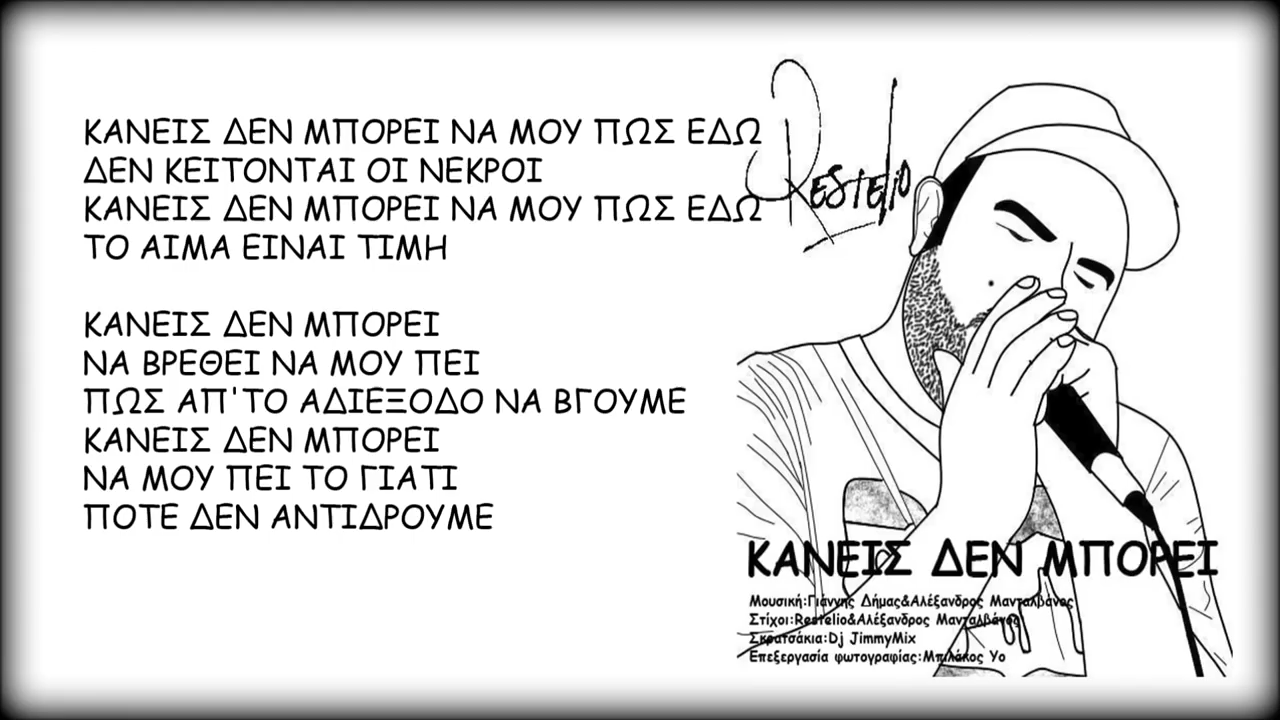 ΚΑΝΕΙΣ ΔΕΝ ΜΠΟΡΕΙ ΝΑ ΜΟΥ ΠΩΣ ΕΔΩ
ΔΕΝ ΚΕΙΤΟΝΤΑΙ ΟΙ ΝΕΚΡΟΙ
ΚΑΝΕΙΣ ΔΕΝ ΜΠΟΡΕΙ ΝΑ ΜΟΥ ΠΩΣ ΕΔΩ
ΤΟ ΑΙΜΑ ΕΙΝΑΙ ΤΙΜΗ
ΚΑΝΕΙΣ ΔΕΝ ΜΠΟΡΕΙ
ΝΑ ΒΡΕΘΕΙ ΝΑ ΜΟΥ ΠΕΙ
ΠΩΣ ΑΠ'ΤΟ ΑΔΙΕΞΟΔΟ ΝΑ ΒΓΟΥΜΕ
ΚΑΝΕΙΣ ΔΕΝ ΜΠΟΡΕΙ
ΝΑ ΜΟΥ ΠΕΙ ΤΟ ΓΙΑΤΙ
ΠΟΤΕ ΔΕΝ ΑΝΤΙΔΡΟΥΜΕ
Restelio
ΚΑΝΕΙΣ ΔΕΝ ΜΠΟΡΕΙ
Μουσική:Γιάννης Δήμας&Αλέξανδρος Μανταλβάνος
Στίχοι:Restelio&Αλέξανδρος Μανταλβάνος
Σκρατσάκια:Dj JimmyMix
Επεξεργασία φωτογραφίας:Μπιλάκος Yo